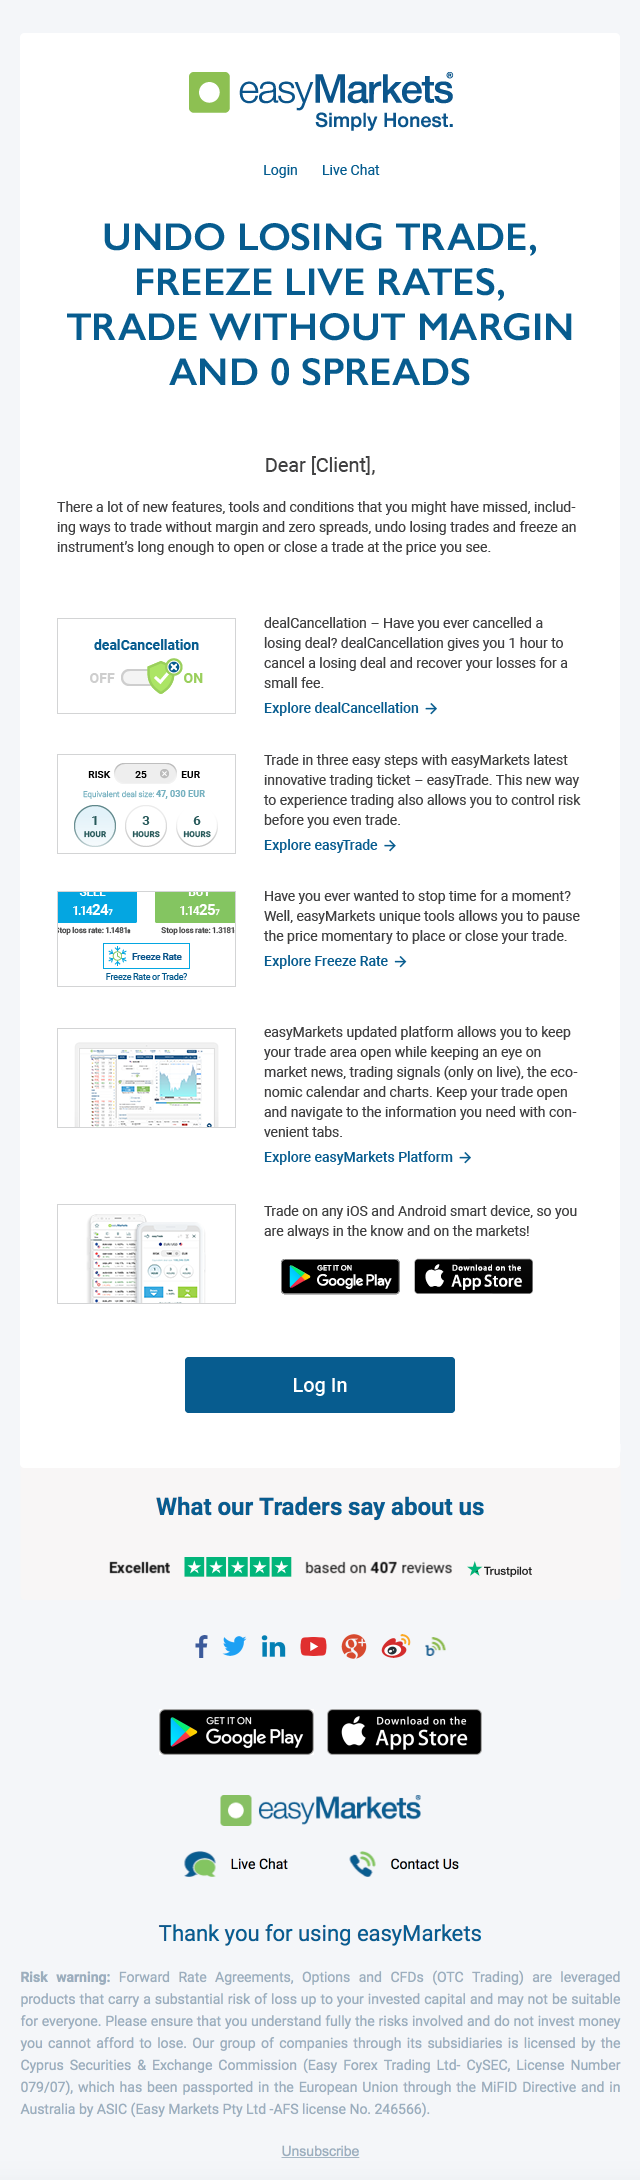 easyMarkets®
Simply Honest.
Login Live Chat
UNDO LOSING TRADE,
FREEZE LIVE RATES,
TRADE WITHOUT MARGIN
AND 0 SPREADS
Dear [Client],
There a lot of new features, tools and conditions that you might have missed, includ-
ing ways to trade without margin and zero spreads, undo losing trades and freeze an
instrument's long enough to open or close a trade at the price you see.
dealCancellation
OFF ON
dealCancellation – Have you ever cancelled a
losing deal? dealCancellation gives you 1 hour to
cancel a losing deal and recover your losses for a
small fee.
Explore dealCancellation →
RISK 25 EUR
Equivalent deal size: 47, 030 EUR
1 3 6
HOUR HOURS HOURS
Trade in three easy steps with easyMarkets latest
innovative trading ticket – easyTrade. This new way
to experience trading also allows you to control risk
before you even trade.
Explore easyTrade →
SELL BUY
1.14247 1.14257
Stop loss rate: 1.1481 Stop loss rate: 1.3181
Freeze Rate
Freeze Rate or Trade?
Have you ever wanted to stop time for a moment?
Well, easyMarkets unique tools allows you to pause
the price momentary to place or close your trade.
Explore Freeze Rate →
easyMarkets updated platform allows you to keep
your trade area open while keeping an eye on
market news, trading signals (only on live), the eco-
nomic calendar and charts. Keep your trade open
and navigate to the information you need with con-
venient tabs.
Explore easyMarkets Platform →
easyMarkets
Trade on any iOS and Android smart device, so you
are always in the know and on the markets!
GET IT ON
Google Play
Download on the
App Store
Log In
What our Traders say about us
Excellent based on 407 reviews Trustpilot
GET IT ON
Google Play
Download on the
App Store
easyMarkets®
Live Chat Contact Us
Thank you for using easyMarkets
Risk warning: Forward Rate Agreements, Options and CFDs (OTC Trading) are leveraged
products that carry a substantial risk of loss up to your invested capital and may not be suitable
for everyone. Please ensure that you understand fully the risks involved and do not invest money
you cannot afford to lose. Our group of companies through its subsidiaries is licensed by the
Cyprus Securities & Exchange Commission (Easy Forex Trading Ltd- CySEC, License Number
079/07), which has been passported in the European Union through the MiFID Directive and in
Australia by ASIC (Easy Markets Pty Ltd -AFS license No. 246566).
Unsubscribe